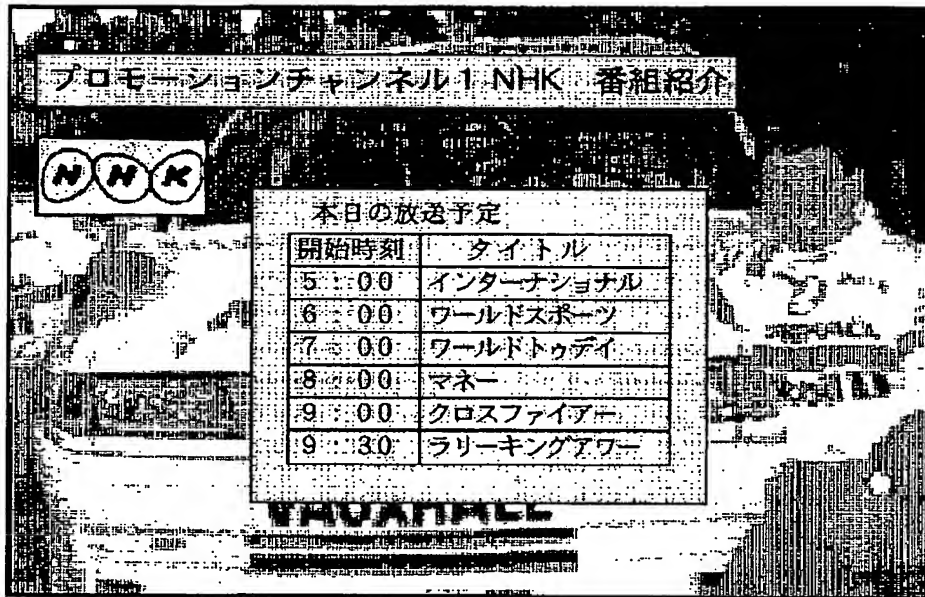 プロモーションチャンネル1 NHK 番組紹介
NHK
本日の放送予定
開始時刻 タイトル
5:00 インターナショナル
6:00 ワールドスポーツ
7:00 ワールドトゥデイ
8:00 マネー
9:00 クロスファイアー
9:30 ラリーキングアワー
VAUXHALL